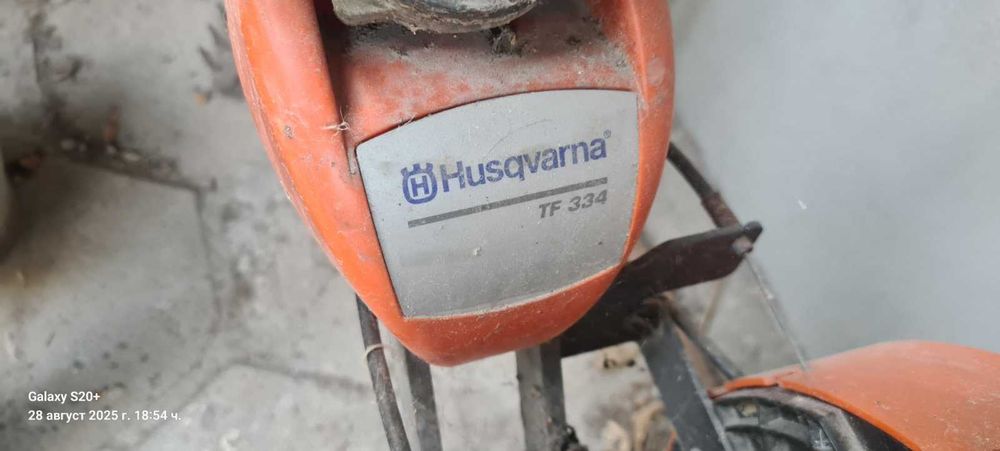 Husqvarna®
TF 334
Galaxy S20+
28 август 2025 г. 18:54 ч.